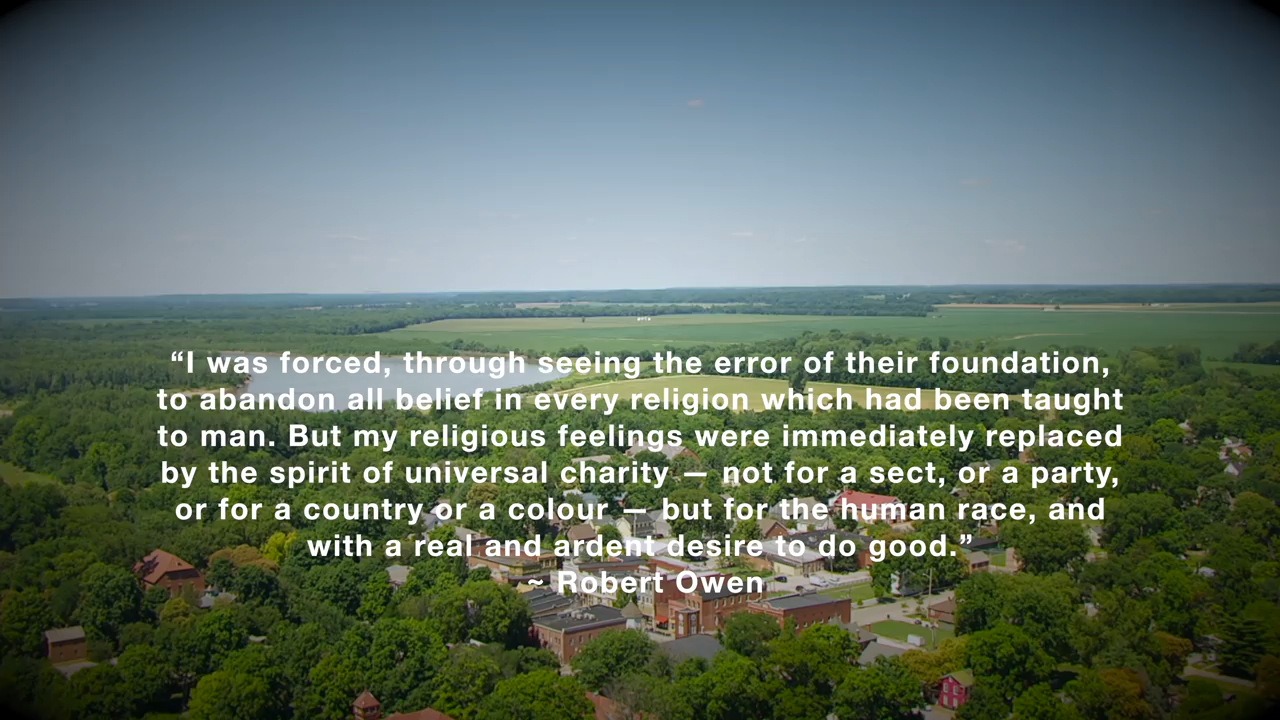 “I was forced, through seeing the error of their foundation,
to abandon all belief in every religion which had been taught
to man. But my religious feelings were immediately replaced
by the spirit of universal charity — not for a sect, or a party,
or for a country or a colour — but for the human race, and
with a real and ardent desire to do good.”
~ Robert Owen